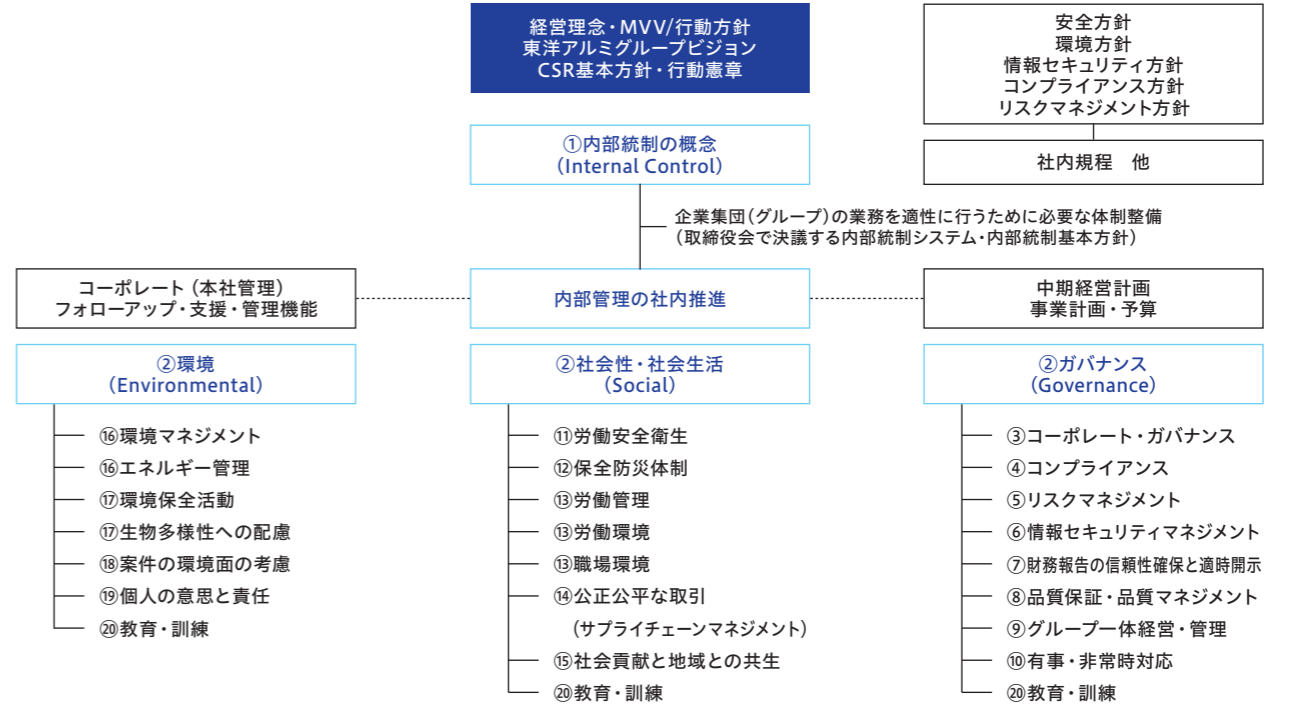 経営理念・MVV/行動方針
東洋アルミグループビジョン
CSR基本方針・行動憲章
安全方針
環境方針
情報セキュリティ方針
コンプライアンス方針
リスクマネジメント方針
①内部統制の概念
(Internal Control)
社内規程　他
企業集団(グループ)の業務を適性に行うために必要な体制整備
(取締役会で決議する内部統制システム・内部統制基本方針)
コーポレート(本社管理)
フォローアップ・支援・管理機能
内部管理の社内推進
中期経営計画
事業計画・予算
②環境
(Environmental)
⑯環境マネジメント
⑯エネルギー管理
⑰環境保全活動
⑰生物多様性への配慮
⑱案件の環境面の考慮
⑲個人の意思と責任
⑳教育・訓練
②社会性・社会生活
(Social)
⑪労働安全衛生
⑫保全防災体制
⑬労働管理
⑬労働環境
⑬職場環境
⑭公正公平な取引
(サプライチェーンマネジメント)
⑮社会貢献と地域との共生
⑳教育・訓練
②ガバナンス
(Governance)
③コーポレート・ガバナンス
④コンプライアンス
⑤リスクマネジメント
⑥情報セキュリティマネジメント
⑦財務報告の信頼性確保と適時開示
⑧品質保証・品質マネジメント
⑨グループ一体経営・管理
⑩有事・非常時対応
⑳教育・訓練